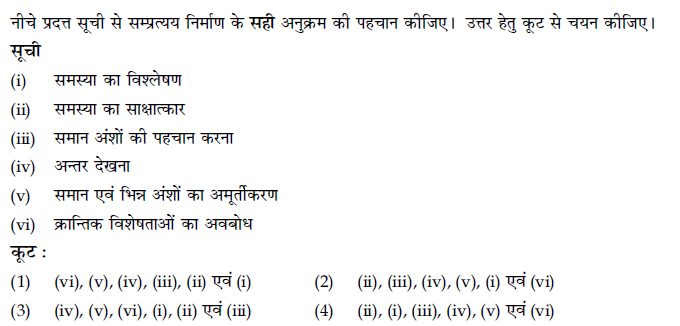 नीचे प्रदत्त सूची से सम्प्रत्यय निर्माण के सही अनुक्रम की पहचान कीजिए। उत्तर हेतु कूट से चयन कीजिए।
सूची
(i) समस्या का विश्लेषण
(ii) समस्या का साक्षात्कार
(iii) समान अंशों की पहचान करना
(iv) अन्तर देखना
(v) समान एवं भिन्न अंशों का अमूर्तीकरण
(vi) क्रान्तिक विशेषताओं का अवबोध
कूट :
(1) (vi), (v), (iv), (iii), (ii) एवं (i) (2) (ii), (iii), (iv), (v), (i) एवं (vi)
(3) (iv), (v), (vi), (i), (ii) एवं (iii) (4) (ii), (i), (iii), (iv), (v) एवं (vi)